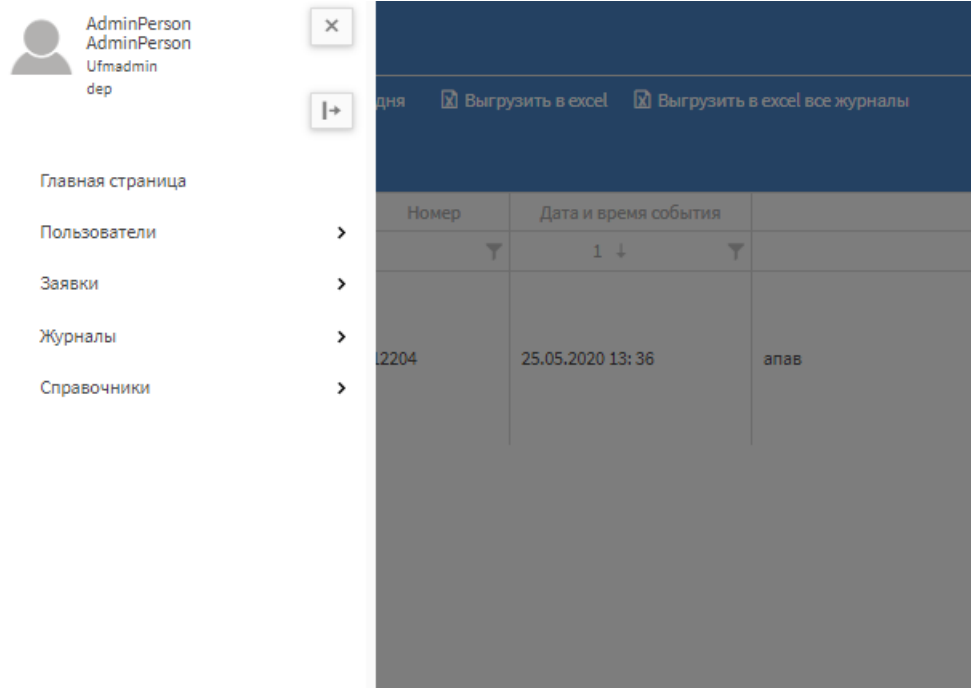 AdminPerson
AdminPerson
Ufmadmin
dep
дня Выгрузить в excel Выгрузить в excel все журналы
Главная страница
Пользователи
Заявки
Журналы
Справочники
Номер Дата и время события
1
12204 25.05.2020 13:36 апав